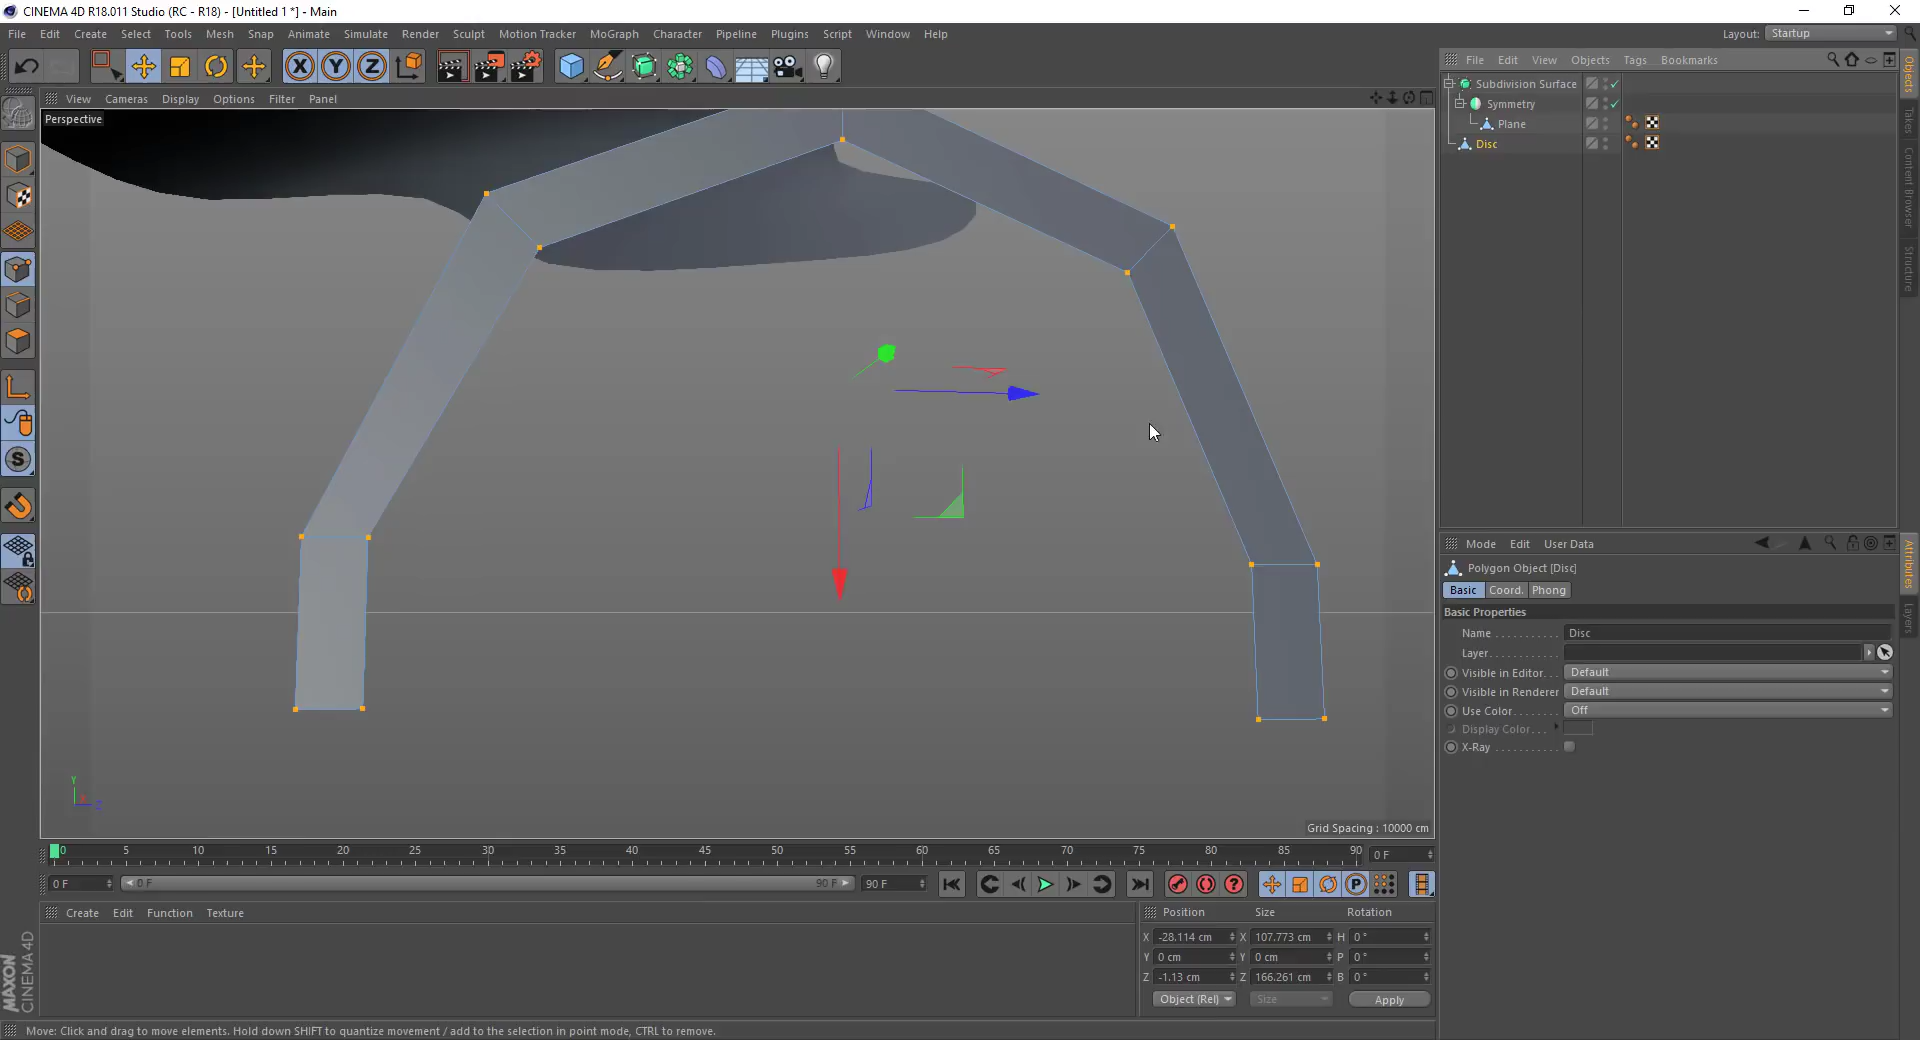 CINEMA 4D R18.011 Studio (RC - R18) - [Untitled 1 *] - Main
File Edit Create Select Tools Mesh Snap Animate Simulate Render Sculpt Motion Tracker MoGraph Character Pipeline Plugins Script Window Help
Layout: Startup
View Cameras Display Options Filter Panel
File Edit View Objects Tags Bookmarks
Perspective
Subdivision Surface
Symmetry
Plane
Disc
Objects
Takes
Content Browser
Structure
Mode Edit User Data
Polygon Object [Disc]
Basic Coord. Phong
Basic Properties
Name Disc
Layer
Visible in Editor Default
Visible in Renderer Default
Use Color Off
Display Color
X-Ray
Attributes
Layers
Y
Z
Grid Spacing : 10000 cm
0 5 10 15 20 25 30 35 40 45 50 55 60 65 70 75 80 85 90
0 F
0 F 0 F 90 F 90 F
Create Edit Function Texture
Position Size Rotation
X -28.114 cm X 107.773 cm H 0 °
Y 0 cm Y 0 cm P 0 °
Z -1.13 cm Z 166.261 cm B 0 °
Object (Rel) Size Apply
MAXON
CINEMA 4D
Move: Click and drag to move elements. Hold down SHIFT to quantize movement / add to the selection in point mode, CTRL to remove.